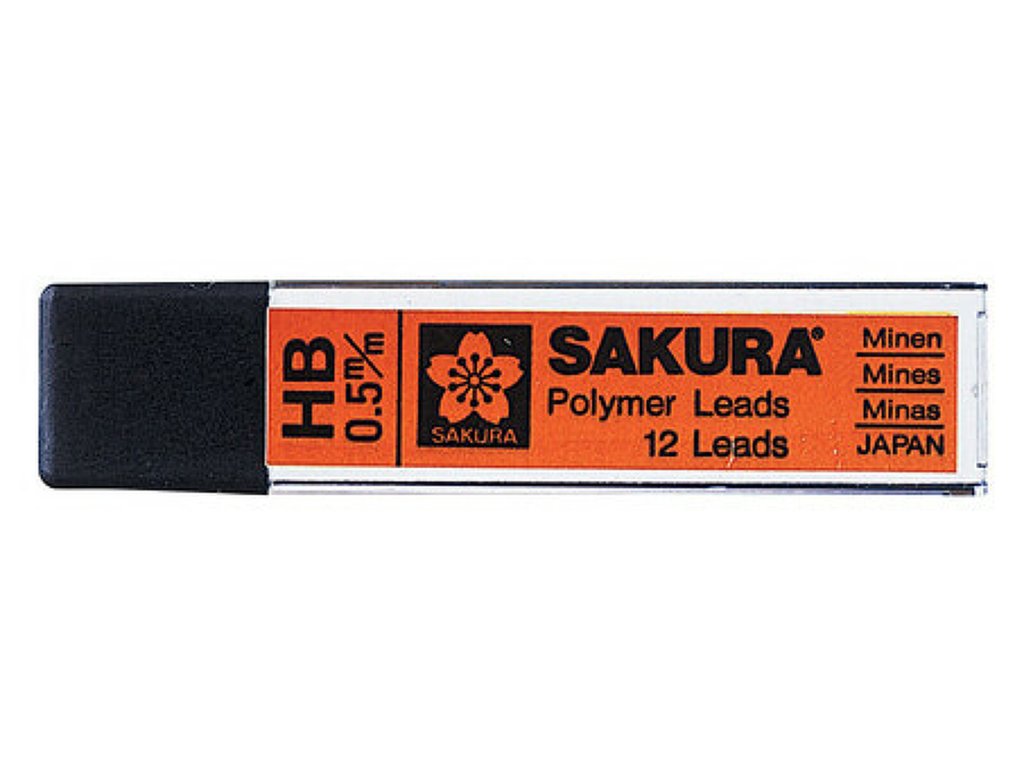 HB
0.5m/m
SAKURA
SAKURA®
Polymer Leads
12 Leads
Minen
Mines
Minas
JAPAN